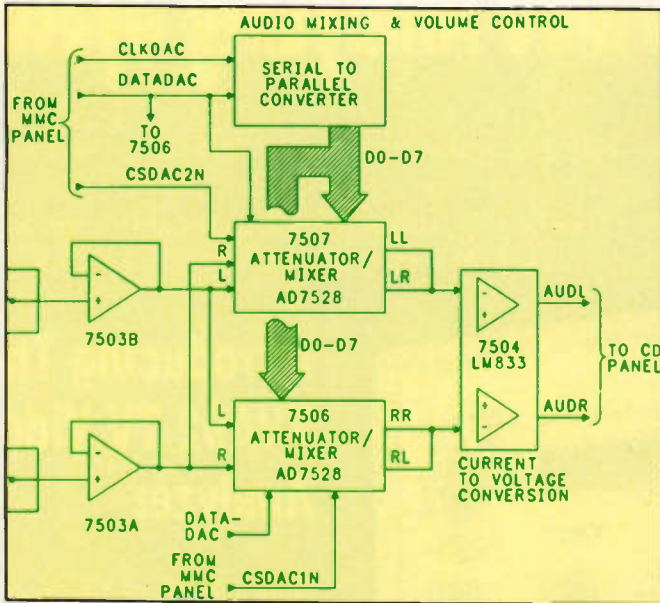 AUDIO MIXING & VOLUME CONTROL
CLK0AC
DATADAC
SERIAL TO
PARALLEL
CONVERTER
FROM
MMC
PANEL
TO
7506
D0-D7
CSDAC2N
R
L
7507
ATTENUATOR/
MIXER
AD7528
LL
LR
7503B
- +
D0-D7
- +
7504
LM833
+ -
AUDL
AUDR
TO CD
PANEL
L
R
7506
ATTENUATOR/
MIXER
AD7528
RR
RL
- +
7503A
CURRENT
TO VOLTAGE
CONVERSION
DATA-
DAC
FROM
MMC
PANEL
CSDAC1N